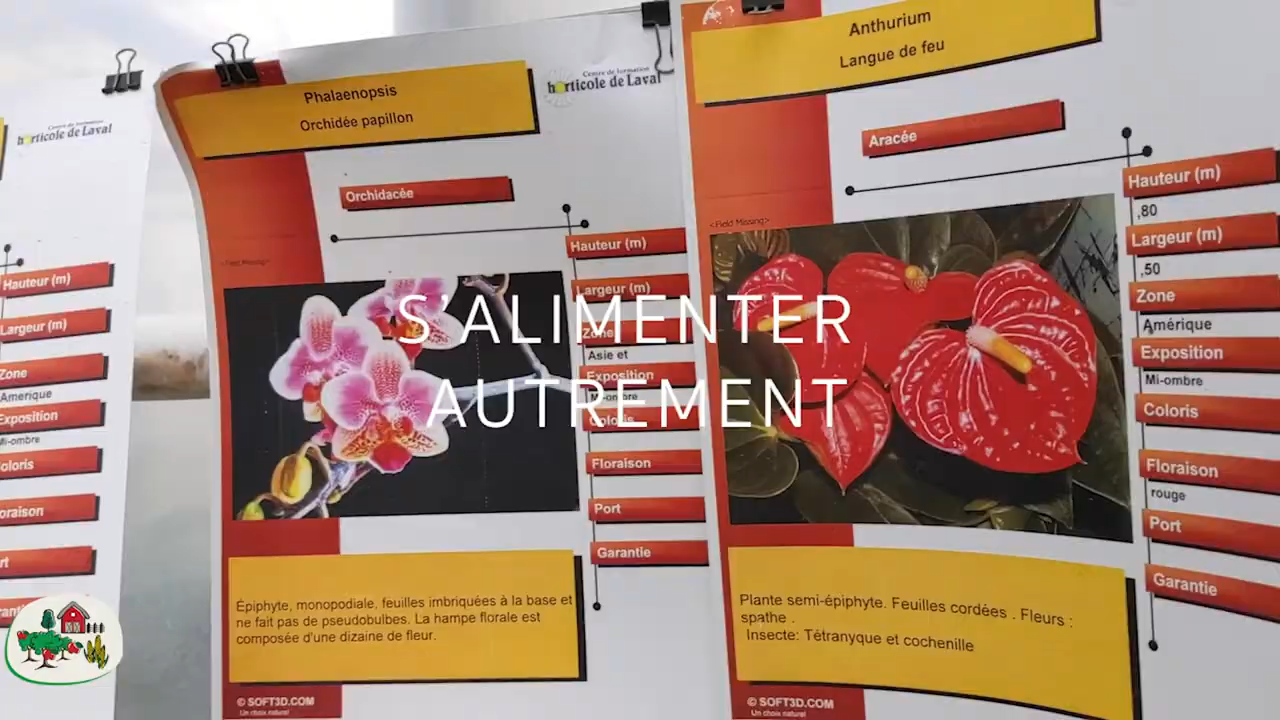 Centre de formation
horticole de Laval
Hauteur (m)
Largeur (m)
Zone
Amerique
Exposition
Mi-ombre
Coloris
Floraison
Phalaenopsis
Orchidée papillon
Centre de formation
horticole de Laval
Orchidacée
<Field Missing>
Hauteur (m)
Largeur (m)
Zone
Asie et
Exposition
Mi-ombre
Coloris
Floraison
Port
Garantie
Épiphyte, monopodiale, feuilles imbriquées à la base et
ne fait pas de pseudobulbes. La hampe florale est
composée d'une dizaine de fleur.
© SOFT3D.COM
Un choix naturel
Anthurium
Langue de feu
Aracée
<Field Missing>
Hauteur (m)
,80
Largeur (m)
,50
Zone
Amérique
Exposition
Mi-ombre
Coloris
Floraison
rouge
Port
Garantie
Plante semi-épiphyte. Feuilles cordées . Fleurs :
spathe .
Insecte: Tétranyque et cochenille
© SOFT3D.COM
Un choix naturel
S'ALIMENTER
AUTREMENT